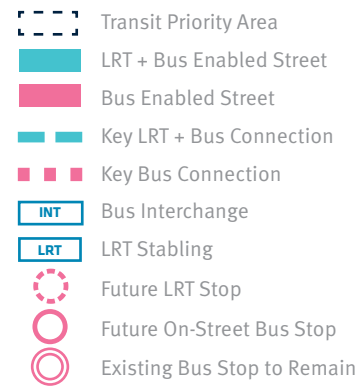 Transit Priority Area
LRT + Bus Enabled Street
Bus Enabled Street
Key LRT + Bus Connection
Key Bus Connection
INT Bus Interchange
LRT LRT Stabling
Future LRT Stop
Future On-Street Bus Stop
Existing Bus Stop to Remain